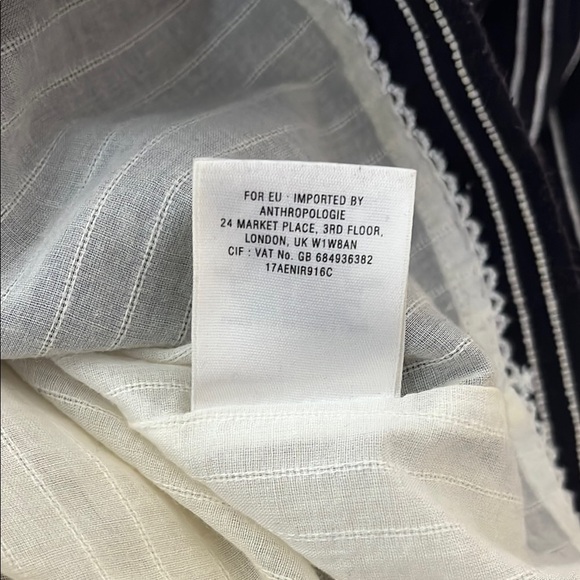 FOR EU · IMPORTED BY
ANTHROPOLOGIE
24 MARKET PLACE, 3RD FLOOR,
LONDON, UK W1W8AN
CIF : VAT No. GB 684936382
17AENIR916C